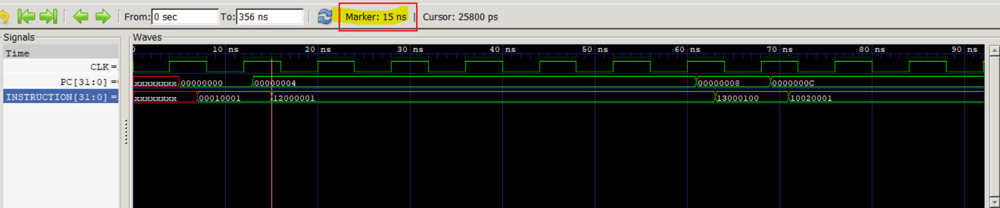 From: 0 sec To: 356 ns | Marker: 15 ns | Cursor: 25800 ps
Signals Waves
Time
0 10 ns 20 ns 30 ns 40 ns 50 ns 60 ns 70 ns 80 ns 90 ns
CLK =
PC[31:0] = xxxxxxxx 00000000 00000004 00000008 0000000C
INSTRUCTION[31:0] = xxxxxxxx 00010001 12000001 13000100 10020001